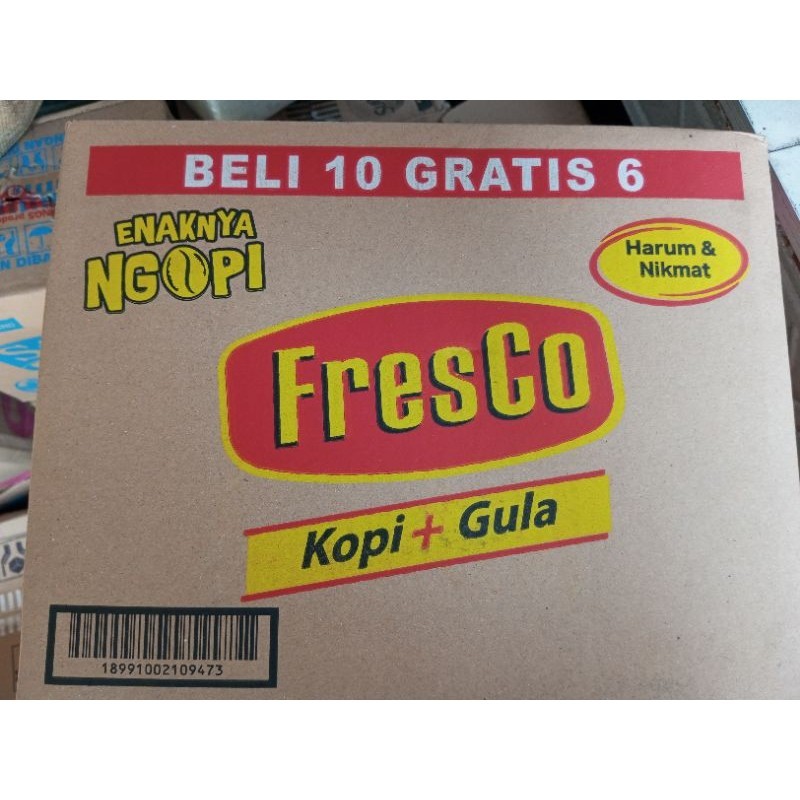 BELI 10 GRATIS 6
ENAKNYA
NGOPI
Harum &
Nikmat
FresCo
Kopi + Gula
18991002109473